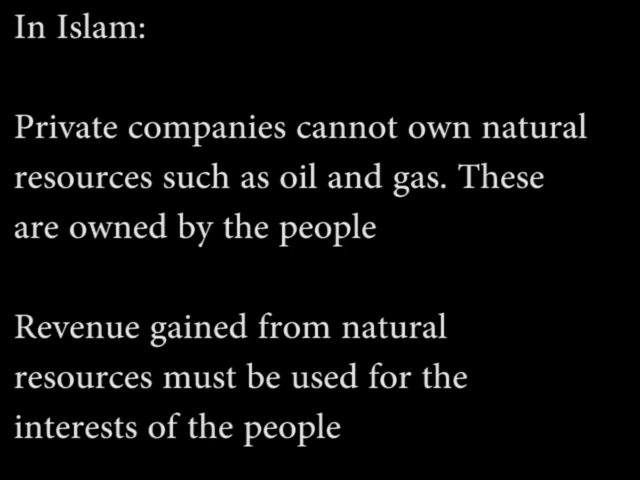 In Islam:
Private companies cannot own natural
resources such as oil and gas. These
are owned by the people
Revenue gained from natural
resources must be used for the
interests of the people